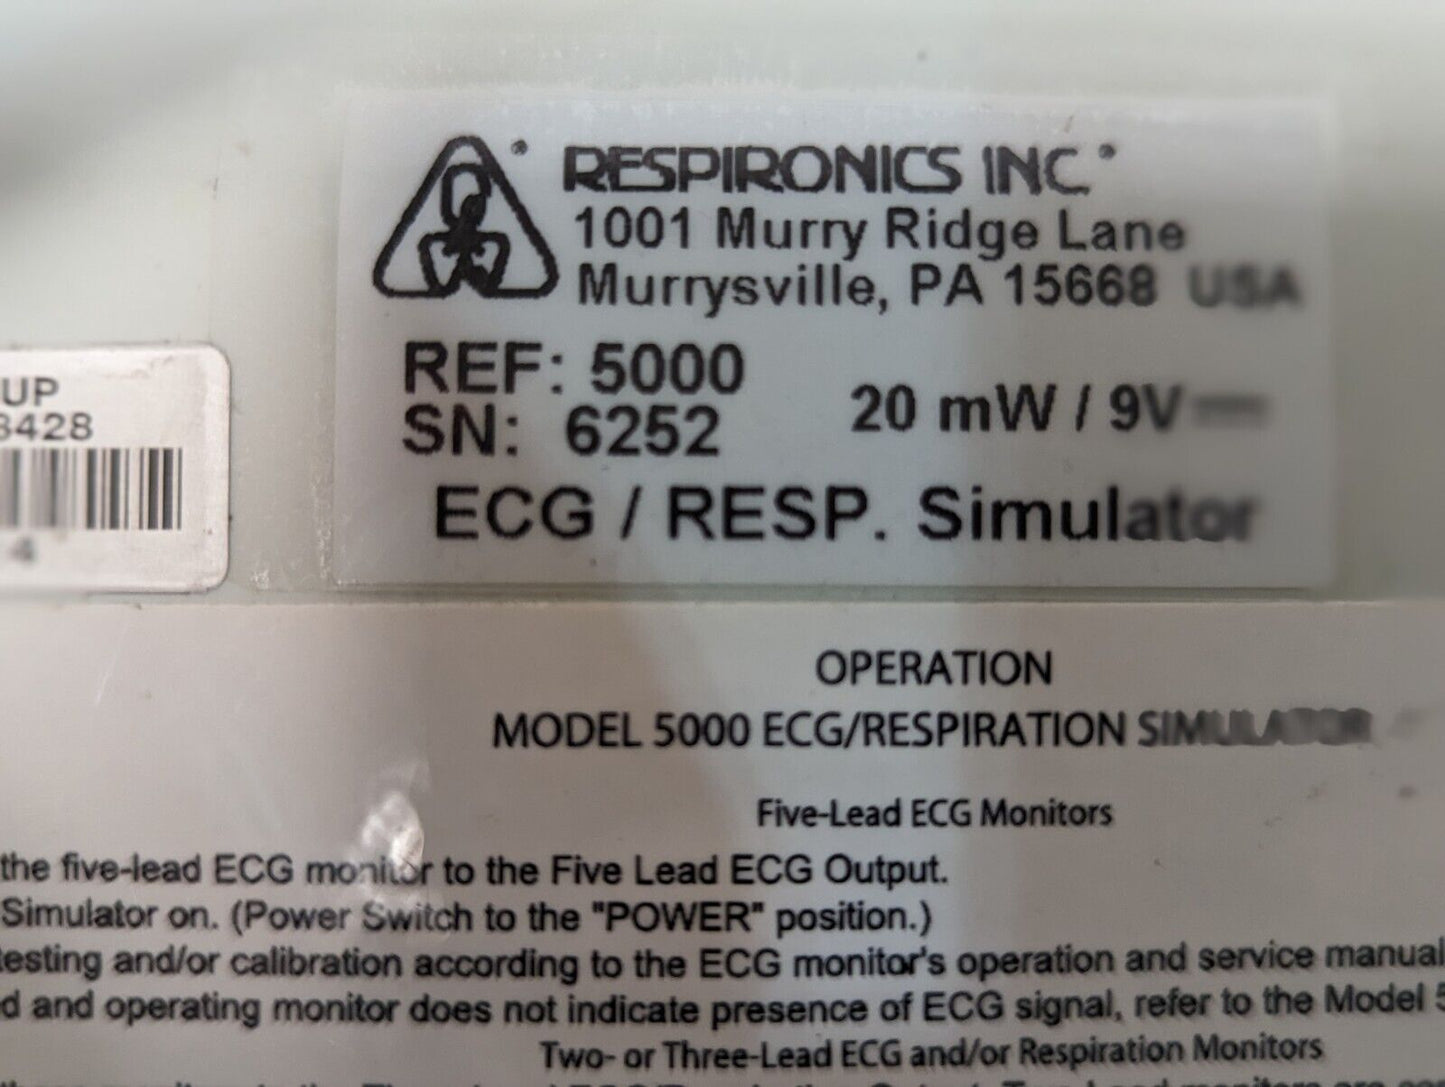 RESPIRONICS INC.
1001 Murry Ridge Lane
Murrysville, PA 15668 USA
REF: 5000
SN: 6252
20 mW / 9V
ECG / RESP. Simulator
UP
3428
4
OPERATION
MODEL 5000 ECG/RESPIRATION SIMULATOR
Five-Lead ECG Monitors
the five-lead ECG monitor to the Five Lead ECG Output.
Simulator on. (Power Switch to the "POWER" position.)
testing and/or calibration according to the ECG monitor's operation and service manual
d and operating monitor does not indicate presence of ECG signal, refer to the Model 5
Two- or Three-Lead ECG and/or Respiration Monitors